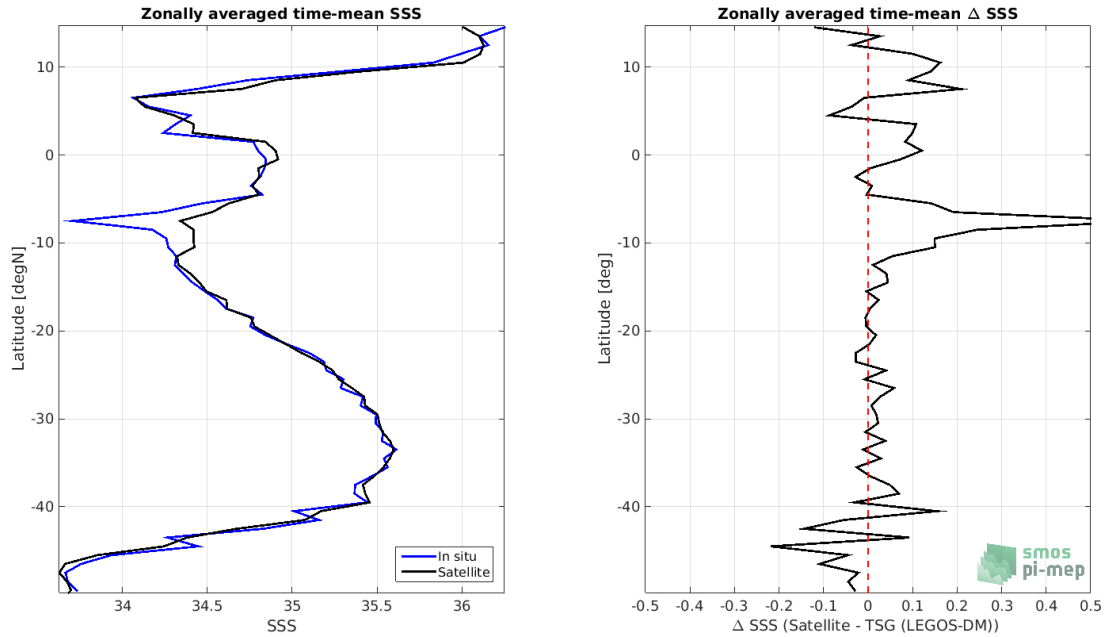 Zonally averaged time-mean SSS
10
0
-10
-20
-30
-40
Latitude [degN]
In situ
Satellite
34
34.5
35
35.5
36
SSS
Zonally averaged time-mean Δ SSS
10
0
-10
-20
-30
-40
Latitude [deg]
smos
pi-mep
-0.5
-0.4
-0.3
-0.2
-0.1
0
0.1
0.2
0.3
0.4
0.5
Δ SSS (Satellite - TSG (LEGOS-DM))